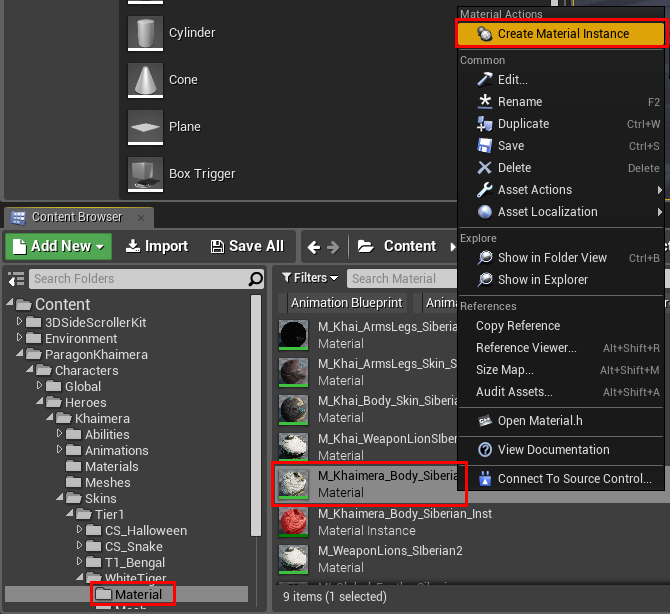 Cylinder
Cone
Plane
Box Trigger
Material Actions
Create Material Instance
Common
Edit...
Rename F2
Duplicate Ctrl+W
Save Ctrl+S
Delete Delete
Asset Actions
Asset Localization
Explore
Show in Folder View Ctrl+B
Show in Explorer
References
Copy Reference
Reference Viewer... Alt+Shift+R
Size Map... Alt+Shift+M
Audit Assets... Alt+Shift+A
Open Material.h
View Documentation
Connect To Source Control...
Content Browser
Add New Import Save All Content
Search Folders
Content
3DSideScrollerKit
Environment
ParagonKhaimera
Characters
Global
Heroes
Khaimera
Abilities
Animations
Materials
Meshes
Skins
Tier1
CS_Halloween
CS_Snake
T1_Bengal
WhiteTiger
Material
Mesh
Filters Search Material
Animation Blueprint Anima
M_Khai_ArmsLegs_Siberia
Material
M_Khai_ArmsLegs_Skin_S
Material
M_Khai_Body_Skin_Siberia
Material
M_Khai_WeaponLionSIber
Material
M_Khaimera_Body_Siberia
Material
M_Khaimera_Body_Siberian_Inst
Material Instance
M_WeaponLions_SIberian2
Material
9 items (1 selected)